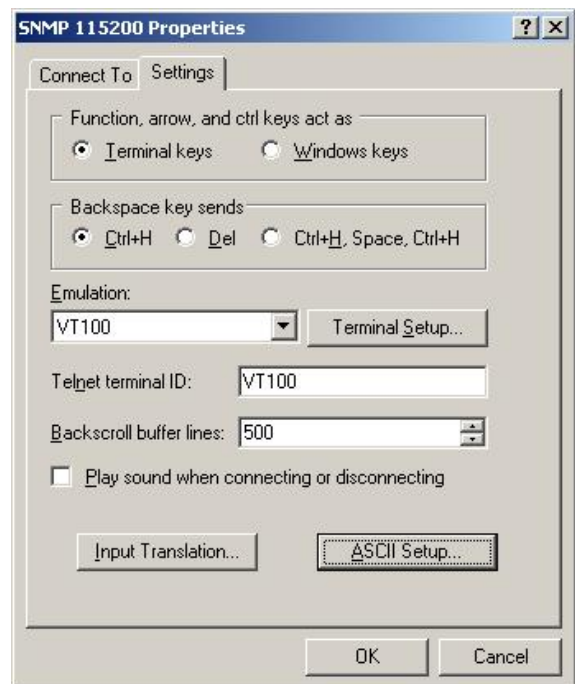 SNMP 115200 Properties
Connect To Settings
Function, arrow, and ctrl keys act as
Terminal keys Windows keys
Backspace key sends
Ctrl+H Del Ctrl+H, Space, Ctrl+H
Emulation:
VT100 Terminal Setup...
Telnet terminal ID: VT100
Backscroll buffer lines: 500
Play sound when connecting or disconnecting
Input Translation... ASCII Setup...
OK Cancel